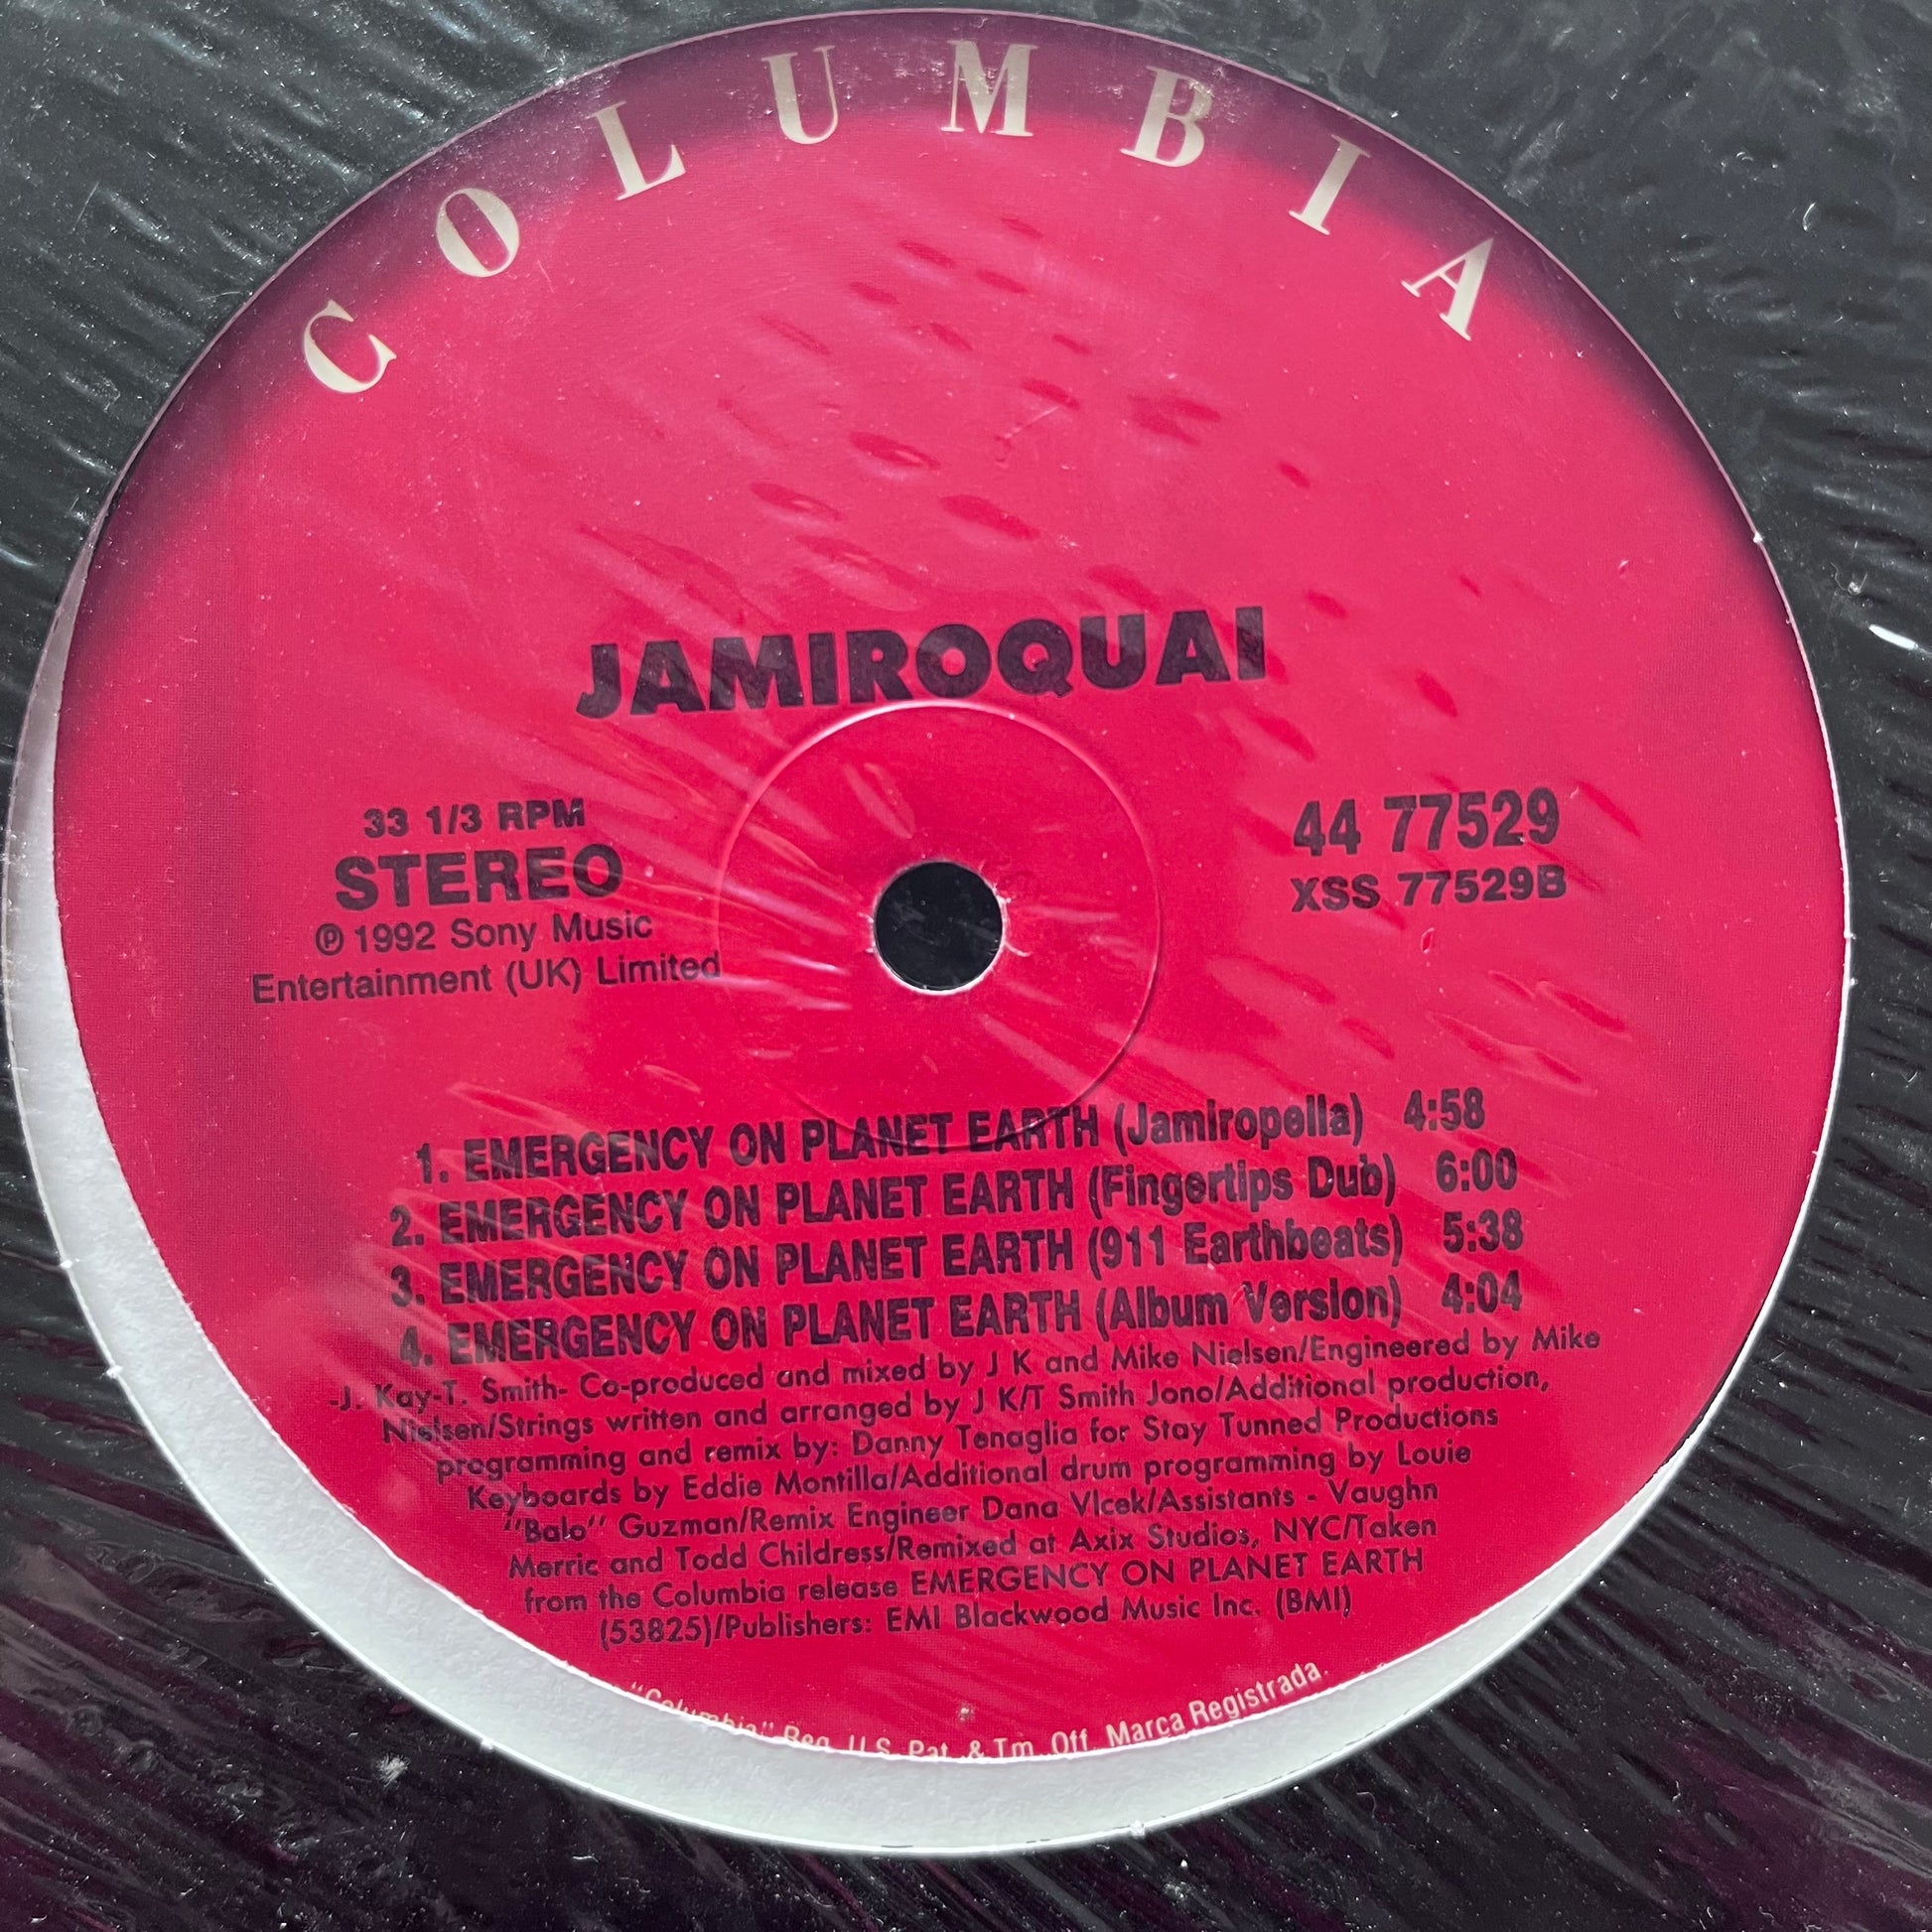 COLUMBIA
JAMIROQUAI
33 1/3 RPM
STEREO
℗ 1992 Sony Music
Entertainment (UK) Limited
44 77529
XSS 77529B
1. EMERGENCY ON PLANET EARTH (Jamiropella) 4:58
2. EMERGENCY ON PLANET EARTH (Fingertips Dub) 6:00
3. EMERGENCY ON PLANET EARTH (911 Earthbeats) 5:38
4. EMERGENCY ON PLANET EARTH (Album Version) 4:04
-J. Kay-T. Smith- Co-produced and mixed by J K and Mike Nielsen/Engineered by Mike
Nielsen/Strings written and arranged by J K/T Smith Jono/Additional production,
programming and remix by: Danny Tenaglia for Stay Tunned Productions
Keyboards by Eddie Montilla/Additional drum programming by Louie
"Balo" Guzman/Remix Engineer Dana Vlcek/Assistants - Vaughn
Merric and Todd Childress/Remixed at Axix Studios, NYC/Taken
from the Columbia release EMERGENCY ON PLANET EARTH
(53825)/Publishers: EMI Blackwood Music Inc. (BMI)
"Columbia" Reg. U.S. Pat. & Tm. Off. Marca Registrada.